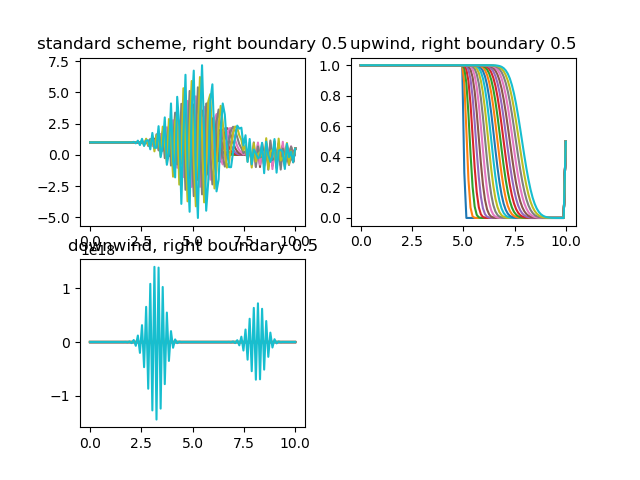 standard scheme, right boundary 0.5
7.5
5.0
2.5
0.0
−2.5
−5.0
0.0 2.5 5.0 7.5 10.0
upwind, right boundary 0.5
1.0
0.8
0.6
0.4
0.2
0.0
0.0 2.5 5.0 7.5 10.0
downwind, right boundary 0.5
1e18
1
0
−1
0.0 2.5 5.0 7.5 10.0